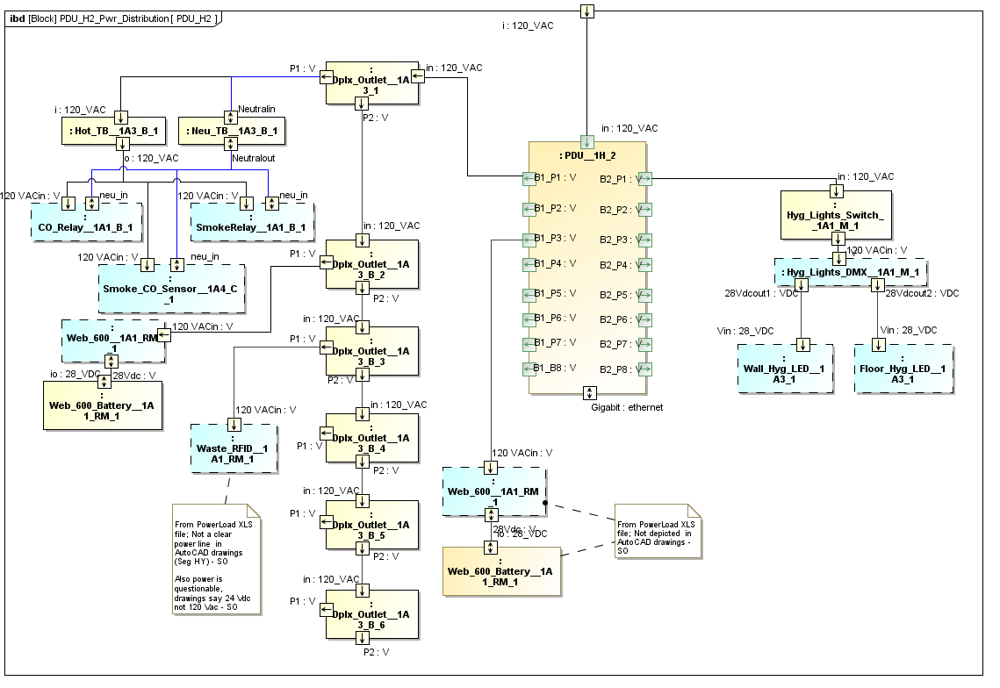 ibd [Block] PDU_H2_Pwr_Distribution [ PDU_H2 ]
i : 120_VAC
P1 : V
:
Dplx_Outlet__1A
3_1
in : 120_VAC
P2 : V
i : 120_VAC
Neutralin
: Hot_TB__1A3_B_1
: Neu_TB__1A3_B_1
o : 120_VAC
Neutralout
in : 120_VAC
: PDU__1H_2
B1_P1 : V
B2_P1 : V
B1_P2 : V
B2_P2 : V
B1_P3 : V
B2_P3 : V
B1_P4 : V
B2_P4 : V
B1_P5 : V
B2_P5 : V
B1_P6 : V
B2_P6 : V
B1_P7 : V
B2_P7 : V
B1_B8 : V
B2_P8 : V
Gigabit : ethernet
120 VACin : V
neu_in
:
CO_Relay__1A1_B_1
120 VACin : V
neu_in
:
SmokeRelay__1A1_B_1
120 VACin : V
neu_in
:
Smoke_CO_Sensor__1A4_C
_1
in : 120_VAC
P1 : V
:
Dplx_Outlet__1A
3_B_2
P2 : V
120 VACin : V
:
Web_600__1A1_RM
_1
io : 28_VDC
28Vdc : V
Web_600_Battery__1A
1_RM_1
in : 120_VAC
P1 : V
:
Dplx_Outlet__1A
3_B_3
P2 : V
120 VACin : V
:
Waste_RFID__1
A1_RM_1
in : 120_VAC
P1 : V
:
Dplx_Outlet__1A
3_B_4
P2 : V
in : 120_VAC
P1 : V
:
Dplx_Outlet__1A
3_B_5
P2 : V
in : 120_VAC
P1 : V
:
Dplx_Outlet__1A
3_B_6
P2 : V
From PowerLoad XLS
file; Not a clear
power line in
AutoCAD drawings
(Seg HY) - SO
Also power is
questionable,
drawings say 24 Vdc
not 120 Vac - SO
120 VACin : V
:
Web_600__1A1_RM
_1
28Vdc : V
io : 28_VDC
:
Web_600_Battery__1A
1_RM_1
From PowerLoad XLS
file; Not depicted in
AutoCAD drawings -
SO
in : 120_VAC
:
Hyg_Lights_Switch_
_1A1_M_1
120 VACin : V
: Hyg_Lights_DMX__1A1_M_1
28Vdcout1 : VDC
28Vdcout2 : VDC
Vin : 28_VDC
Vin : 28_VDC
:
Wall_Hyg_LED__1
A3_1
:
Floor_Hyg_LED__1
A3_1